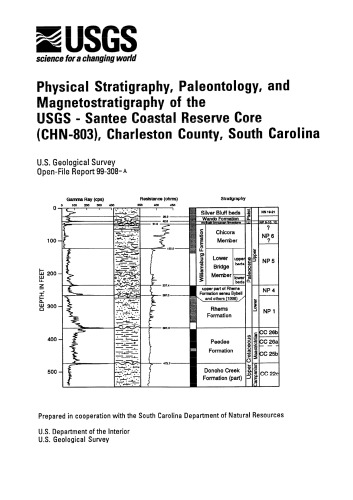 USGS
science for a changing world
Physical Stratigraphy, Paleontology, and
Magnetostratigraphy of the
USGS - Santee Coastal Reserve Core
(CHN-803), Charleston County, South Carolina
U.S. Geological Survey
Open-File Report 99-308-A
Gamma Ray (cps)
Resistance (ohms)
Stratigraphy
0
100
200
300
400
500
DEPTH, IN FEET
Silver Bluff beds
Wando Formation
Williamsburg Formation
Chicora
Member
Lower
Bridge
Member
upper
beds
lower
beds
upper part of Rhems
Formation sensu Bybell
and others (1998)
Rhems
Formation
Peedee
Formation
Donoho Creek
Formation (part)
Paleocene
Upper
Lower
Upper Cretaceous
Maastrichtian
Campanian
NN 19-21
?
NP 6
?
NP 5
NP 4
NP 1
CC 26b
CC 26a
CC 25b
CC 22c
Prepared in cooperation with the South Carolina Department of Natural Resources
U.S. Department of the Interior
U.S. Geological Survey